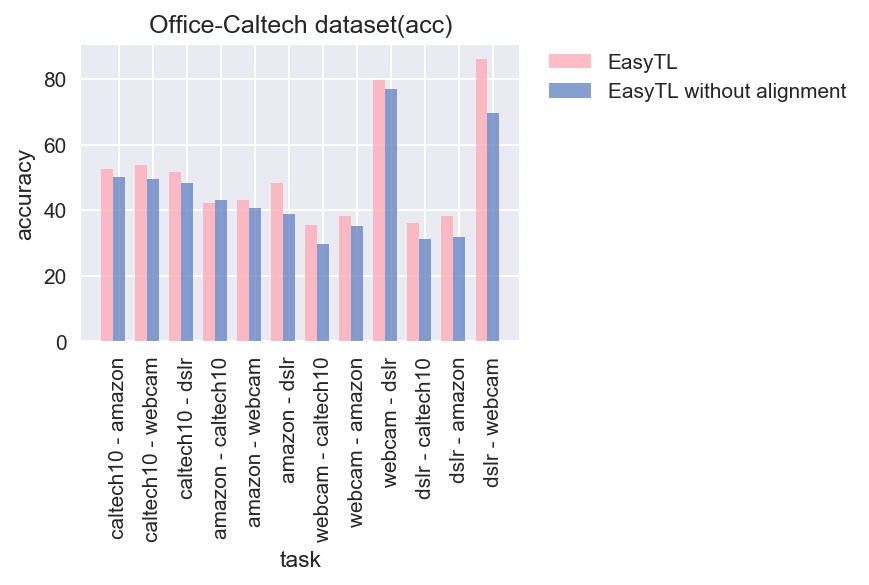 Office-Caltech dataset(acc)
EasyTL
EasyTL without alignment
accuracy
80
60
40
20
0
caltech10 - amazon
caltech10 - webcam
caltech10 - dslr
amazon - caltech10
amazon - webcam
amazon - dslr
webcam - caltech10
webcam - amazon
webcam - dslr
dslr - caltech10
dslr - amazon
dslr - webcam
task